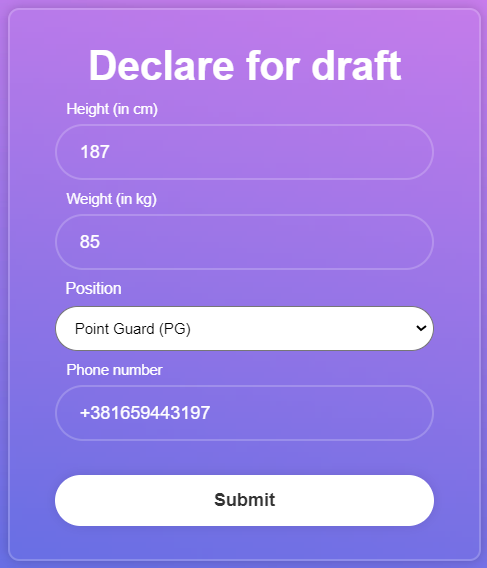 Declare for draft
Height (in cm)
187
Weight (in kg)
85
Position
Point Guard (PG)
Phone number
+381659443197
Submit